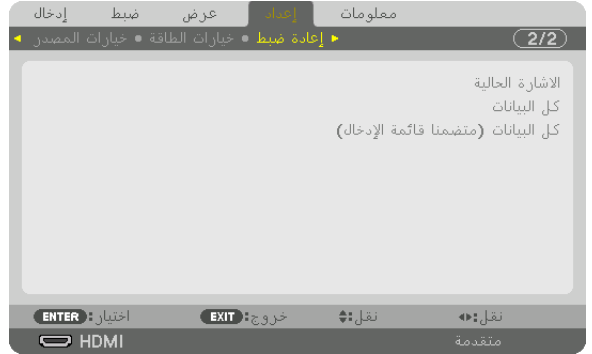 إدخال ضبط عرض إعداد معلومات
◄ خيارات المصدر • خيارات الطاقة • إعادة ضبط ► 2/2
الاشارة الحالية
كل البيانات
كل البيانات (متضمنا قائمة الإدخال)
ENTER :اختيار EXIT :خروج نقل: نقل:
HDMI متقدمة